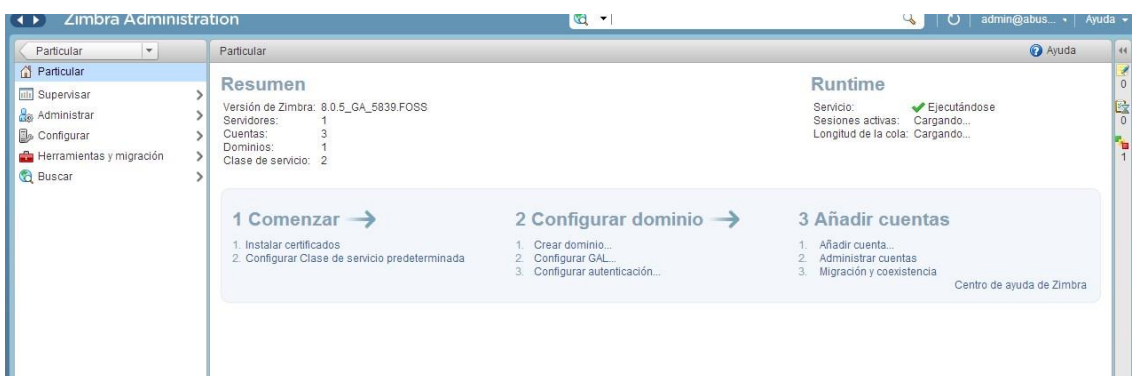 Zimbra Administration
admin@abus...
Ayuda
Particular
Particular
Ayuda
Particular
Supervisar
Administrar
Configurar
Herramientas y migración
Buscar
Resumen
Versión de Zimbra: 8.0.5_GA_5839.FOSS
Servidores: 1
Cuentas: 3
Dominios: 1
Clase de servicio: 2
Runtime
Servicio: Ejecutándose
Sesiones activas: Cargando...
Longitud de la cola: Cargando...
1 Comenzar
1. Instalar certificados
2. Configurar Clase de servicio predeterminada
2 Configurar dominio
1. Crear dominio...
2. Configurar GAL...
3. Configurar autenticación...
3 Añadir cuentas
1. Añadir cuenta...
2. Administrar cuentas
3. Migración y coexistencia
Centro de ayuda de Zimbra
0
0
1